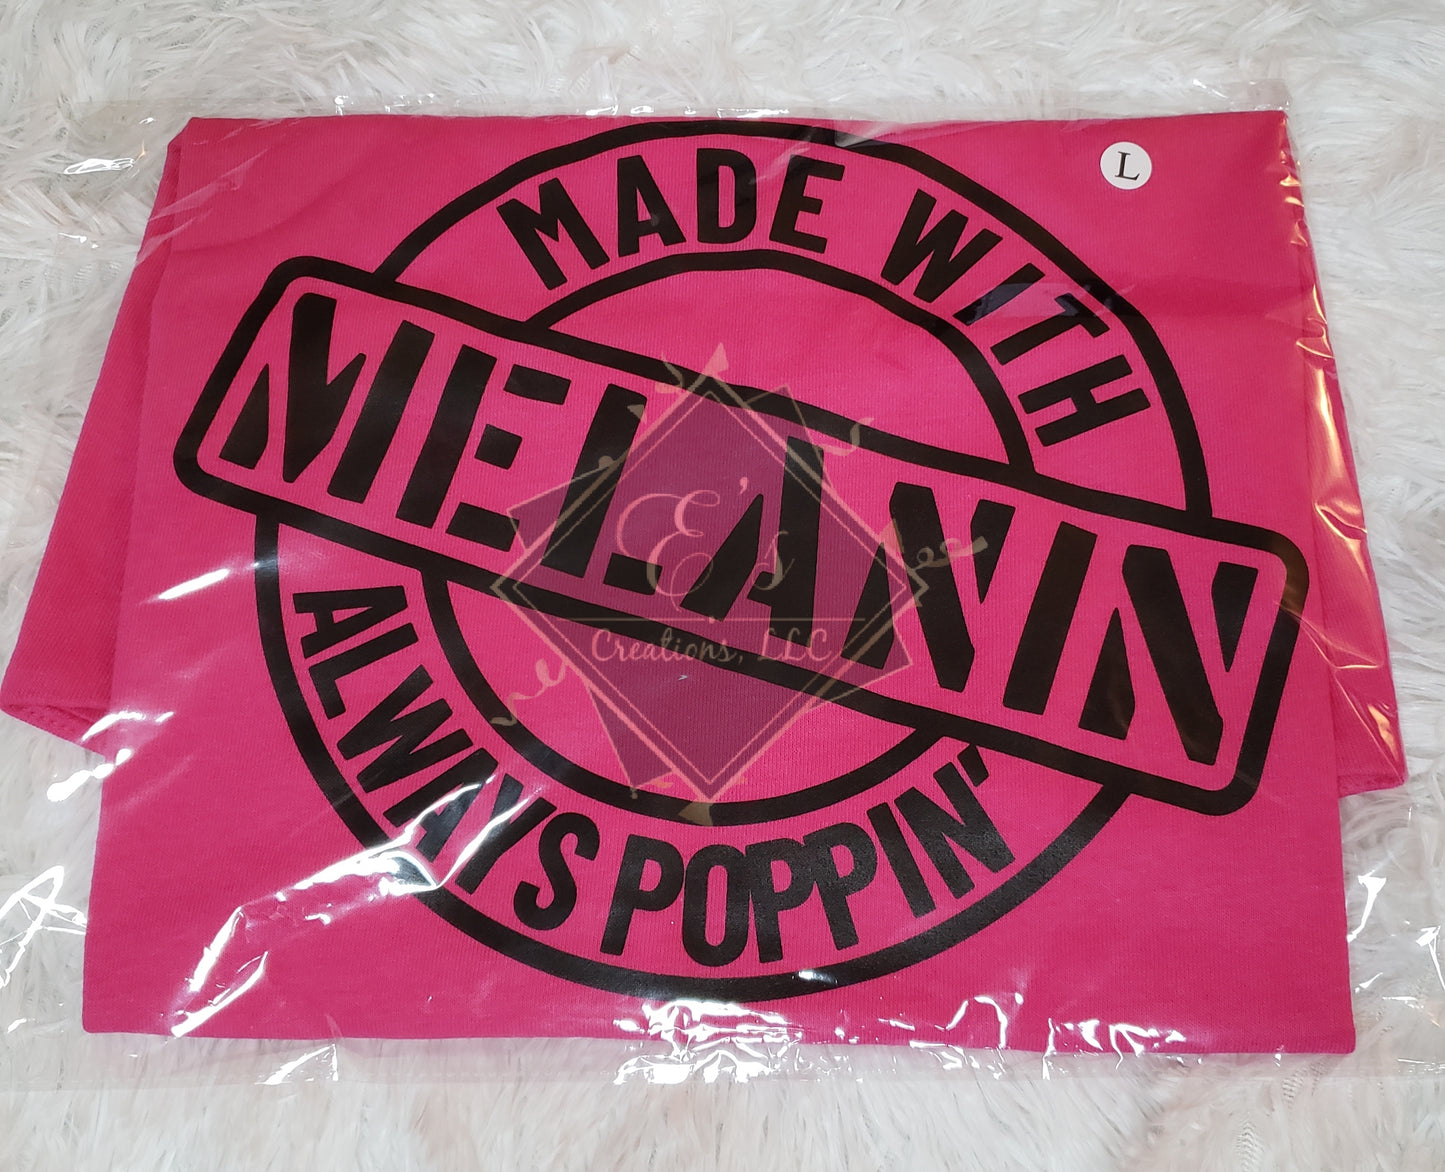 MADE WITH
L
MELANIN
E's
Creations, LLC
ALWAYS POPPIN'